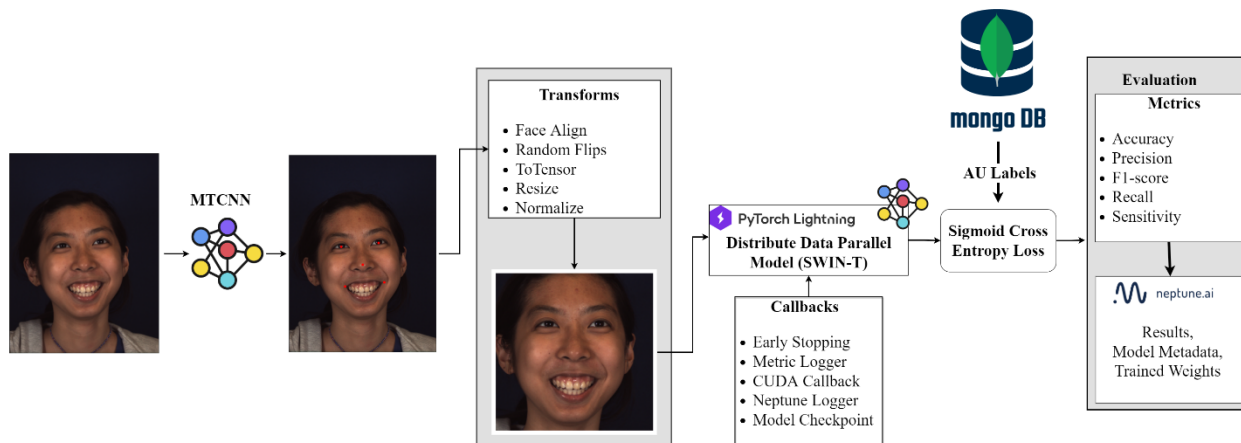 MTCNN
Transforms
• Face Align
• Random Flips
• ToTensor
• Resize
• Normalize
PyTorch Lightning
Distribute Data Parallel
Model (SWIN-T)
Callbacks
• Early Stopping
• Metric Logger
• CUDA Callback
• Neptune Logger
• Model Checkpoint
mongo DB
AU Labels
Sigmoid Cross
Entropy Loss
Evaluation
Metrics
• Accuracy
• Precision
• F1-score
• Recall
• Sensitivity
neptune.ai
Results,
Model Metadata,
Trained Weights